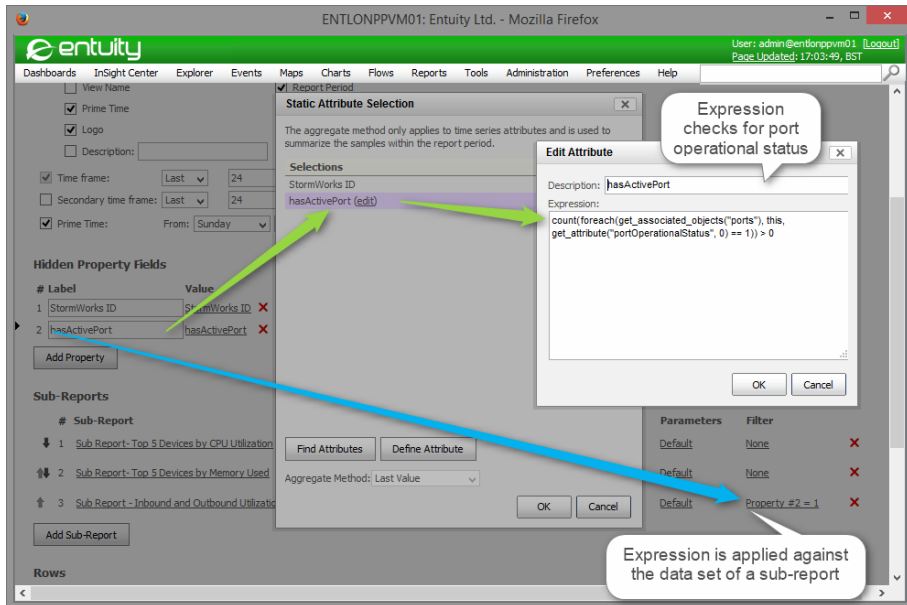 ENTLONPPVM01: Entuity Ltd. - Mozilla Firefox
entuity
User: admin@entlonppvm01 [Logout]
Page Updated: 17:03:49, BST
Dashboards InSight Center Explorer Events Maps Charts Flows Reports Tools Administration Preferences Help
View Name
Report Period
Prime Time
Logo
Description:
Time frame: Last 24
Secondary time frame: Last 24
Prime Time: From: Sunday
Hidden Property Fields
# Label Value
1 StormWorks ID StormWorks ID
2 hasActivePort hasActivePort
Add Property
Sub-Reports
# Sub-Report Parameters Filter
1 Sub Report- Top 5 Devices by CPU Utilization Default None
2 Sub Report- Top 5 Devices by Memory Used Default None
3 Sub Report - Inbound and Outbound Utilizatio Default Property #2 = 1
Add Sub-Report
Rows
Static Attribute Selection
The aggregate method only applies to time series attributes and is used to
summarize the samples within the report period.
Selections
StormWorks ID
hasActivePort (edit)
Find Attributes Define Attribute
Aggregate Method: Last Value
OK Cancel
Edit Attribute
Description: hasActivePort
Expression:
count(foreach(get_associated_objects("ports"), this,
get_attribute("portOperationalStatus", 0) == 1)) > 0
OK Cancel
Expression
checks for port
operational status
Expression is applied against
the data set of a sub-report